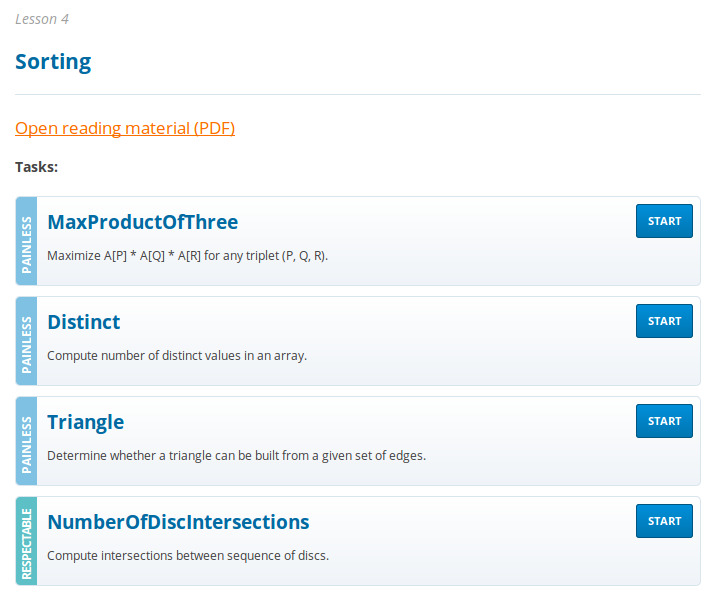 Lesson 4
Sorting
Open reading material (PDF)
Tasks:
PAINLESS
MaxProductOfThree
START
Maximize A[P] * A[Q] * A[R] for any triplet (P, Q, R).
PAINLESS
Distinct
START
Compute number of distinct values in an array.
PAINLESS
Triangle
START
Determine whether a triangle can be built from a given set of edges.
RESPECTABLE
NumberOfDiscIntersections
START
Compute intersections between sequence of discs.